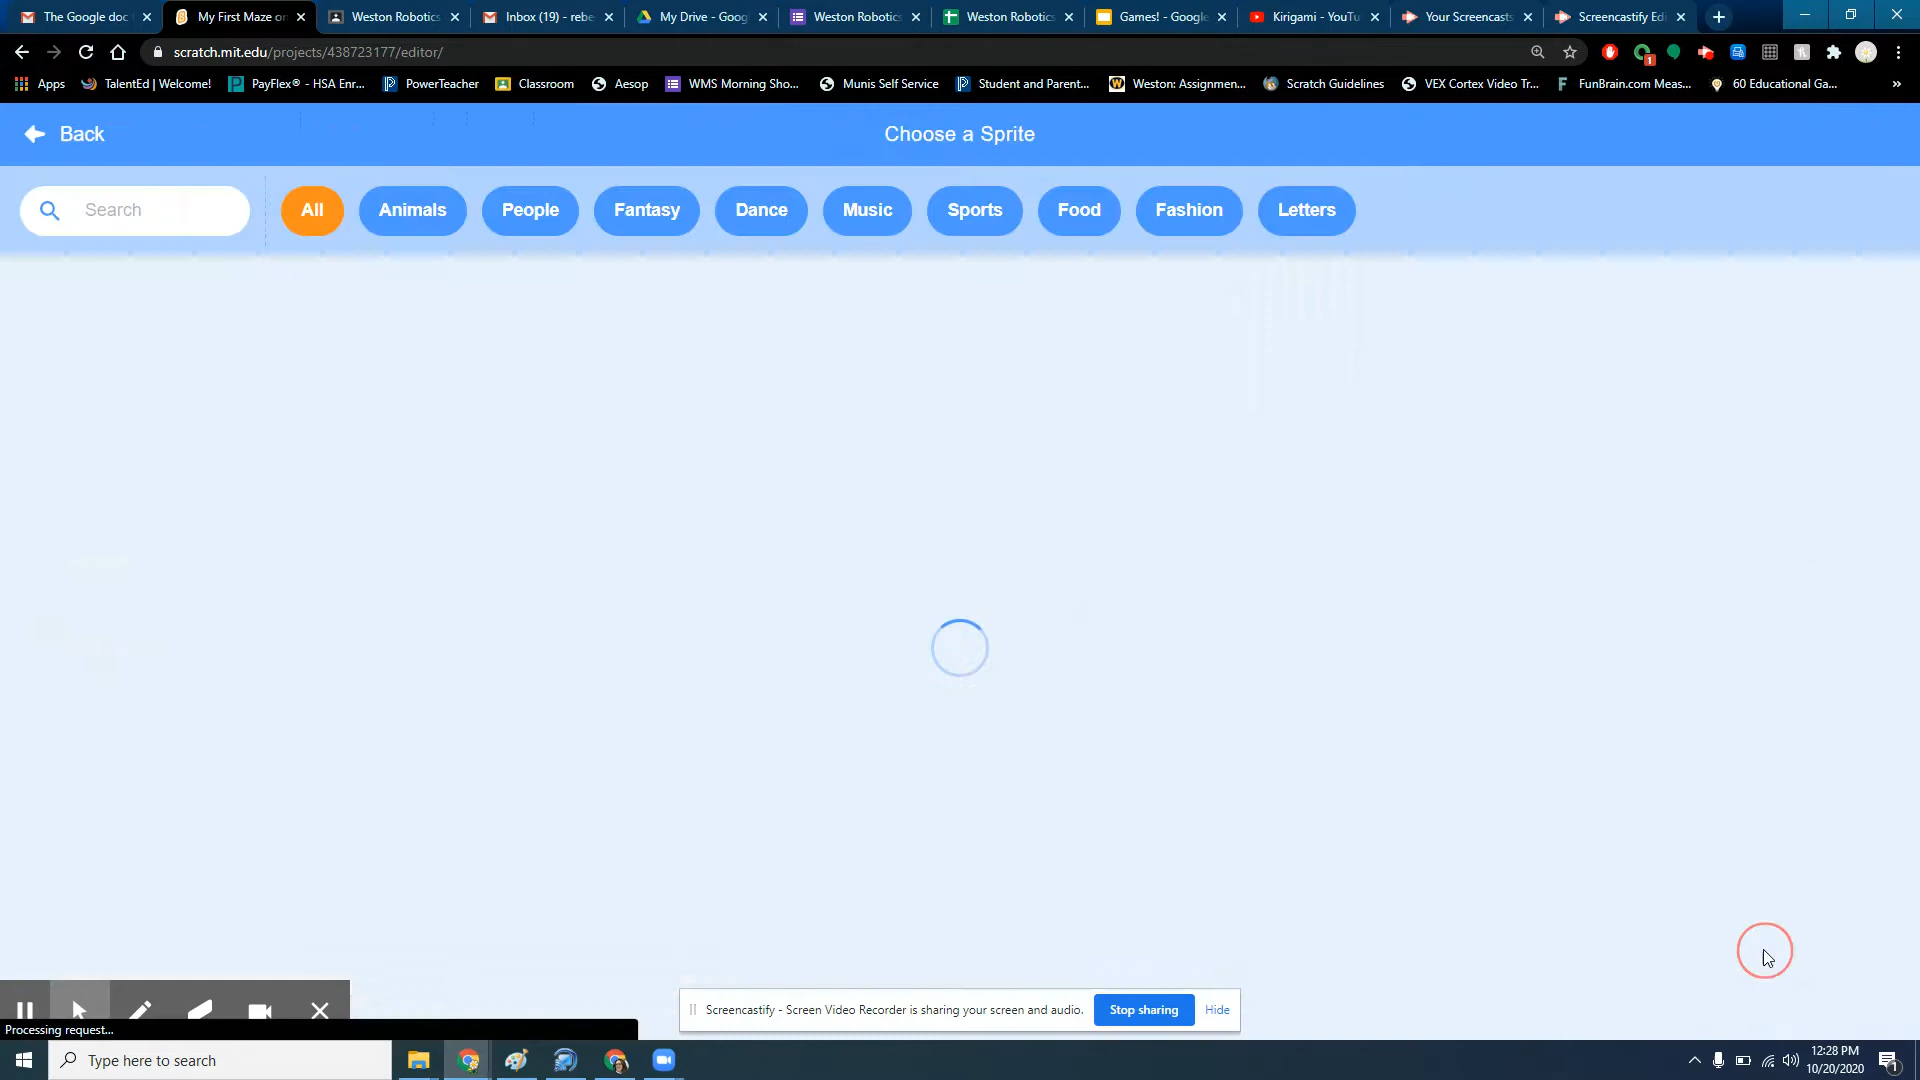 The Google doc
My First Maze on
Weston Robotics
Inbox (19) - rebe
My Drive - Goog
Weston Robotics
Weston Robotics
Games! - Google
Kirigami - YouTu
Your Screencasts
Screencastify Edi
scratch.mit.edu/projects/438723177/editor/
1
Apps
TalentEd | Welcome!
PayFlex® - HSA Enr...
PowerTeacher
Classroom
Aesop
WMS Morning Sho...
Munis Self Service
Student and Parent...
Weston: Assignmen...
Scratch Guidelines
VEX Cortex Video Tr...
FunBrain.com Meas...
60 Educational Ga...
»
Back
Choose a Sprite
Search
All
Animals
People
Fantasy
Dance
Music
Sports
Food
Fashion
Letters
Screencastify - Screen Video Recorder is sharing your screen and audio.
Stop sharing
Hide
Processing request...
Type here to search
12:28 PM
10/20/2020
1